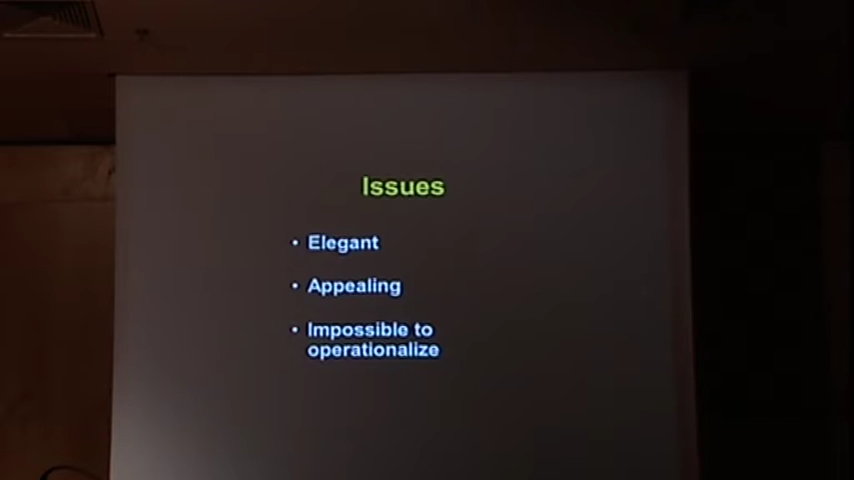 Issues
• Elegant
• Appealing
• Impossible to
operationalize